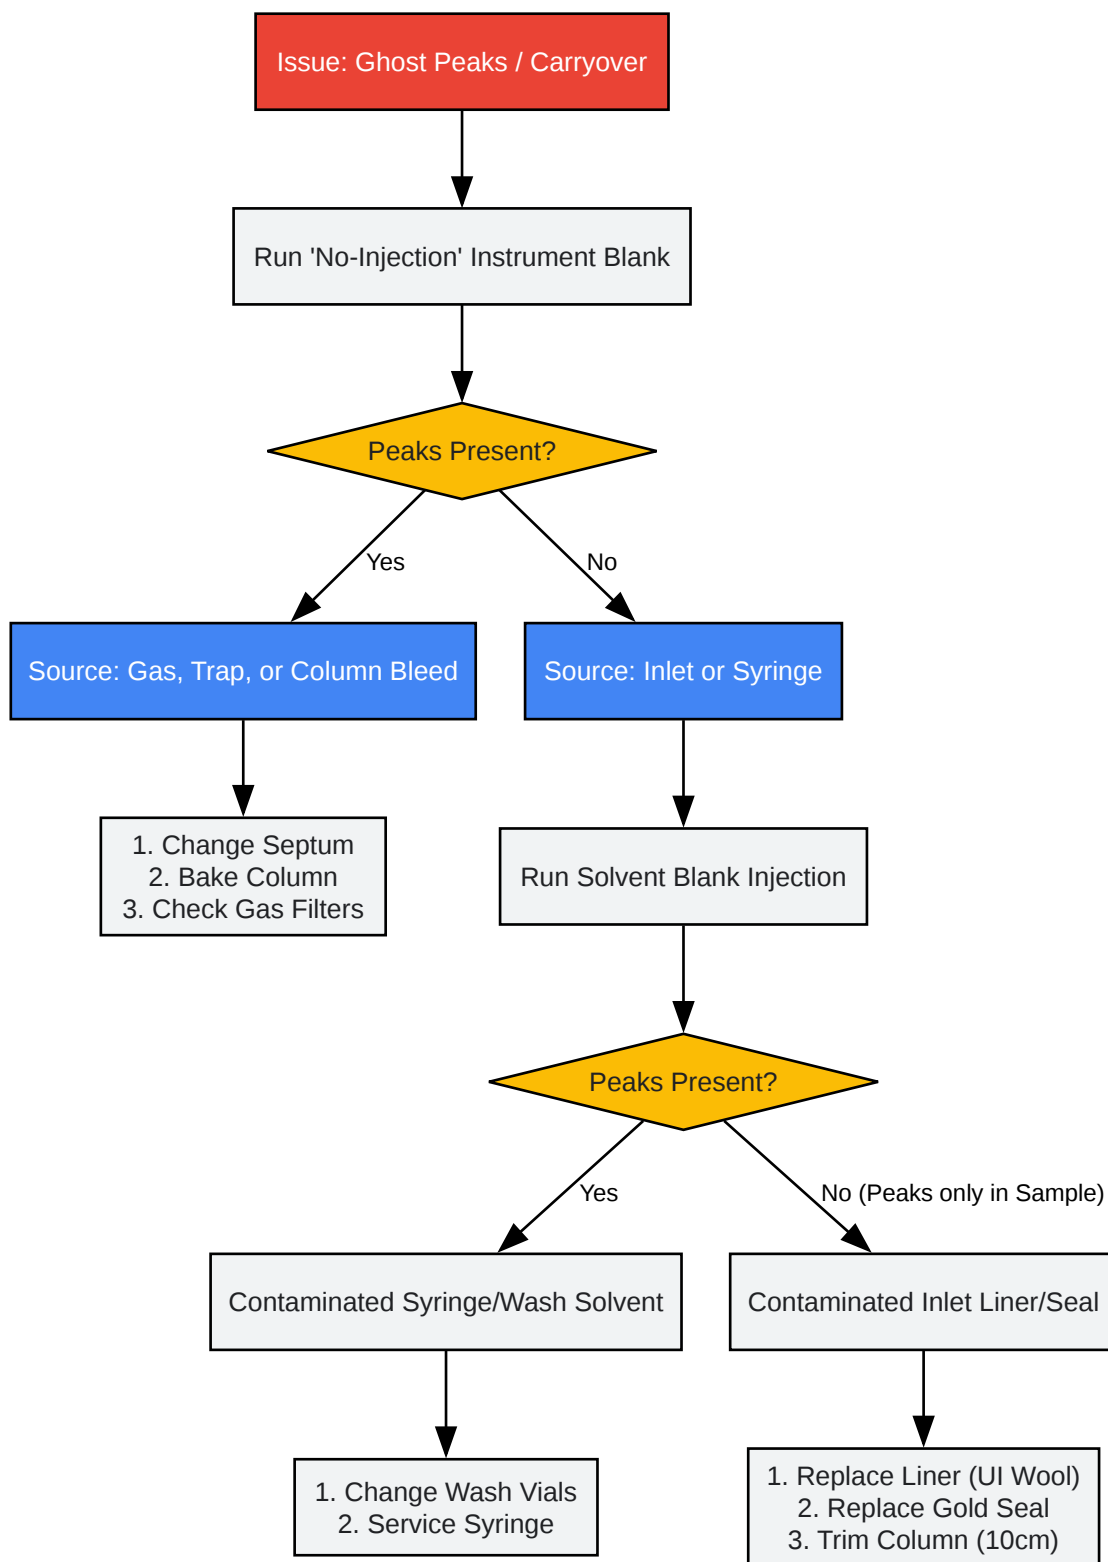 Issue: Ghost Peaks / Carryover
Run 'No-Injection' Instrument Blank
Peaks Present?
Yes
No
Source: Gas, Trap, or Column Bleed
Source: Inlet or Syringe
1. Change Septum
2. Bake Column
3. Check Gas Filters
Run Solvent Blank Injection
Peaks Present?
Yes
No (Peaks only in Sample)
Contaminated Syringe/Wash Solvent
Contaminated Inlet Liner/Seal
1. Change Wash Vials
2. Service Syringe
1. Replace Liner (UI Wool)
2. Replace Gold Seal
3. Trim Column (10cm)